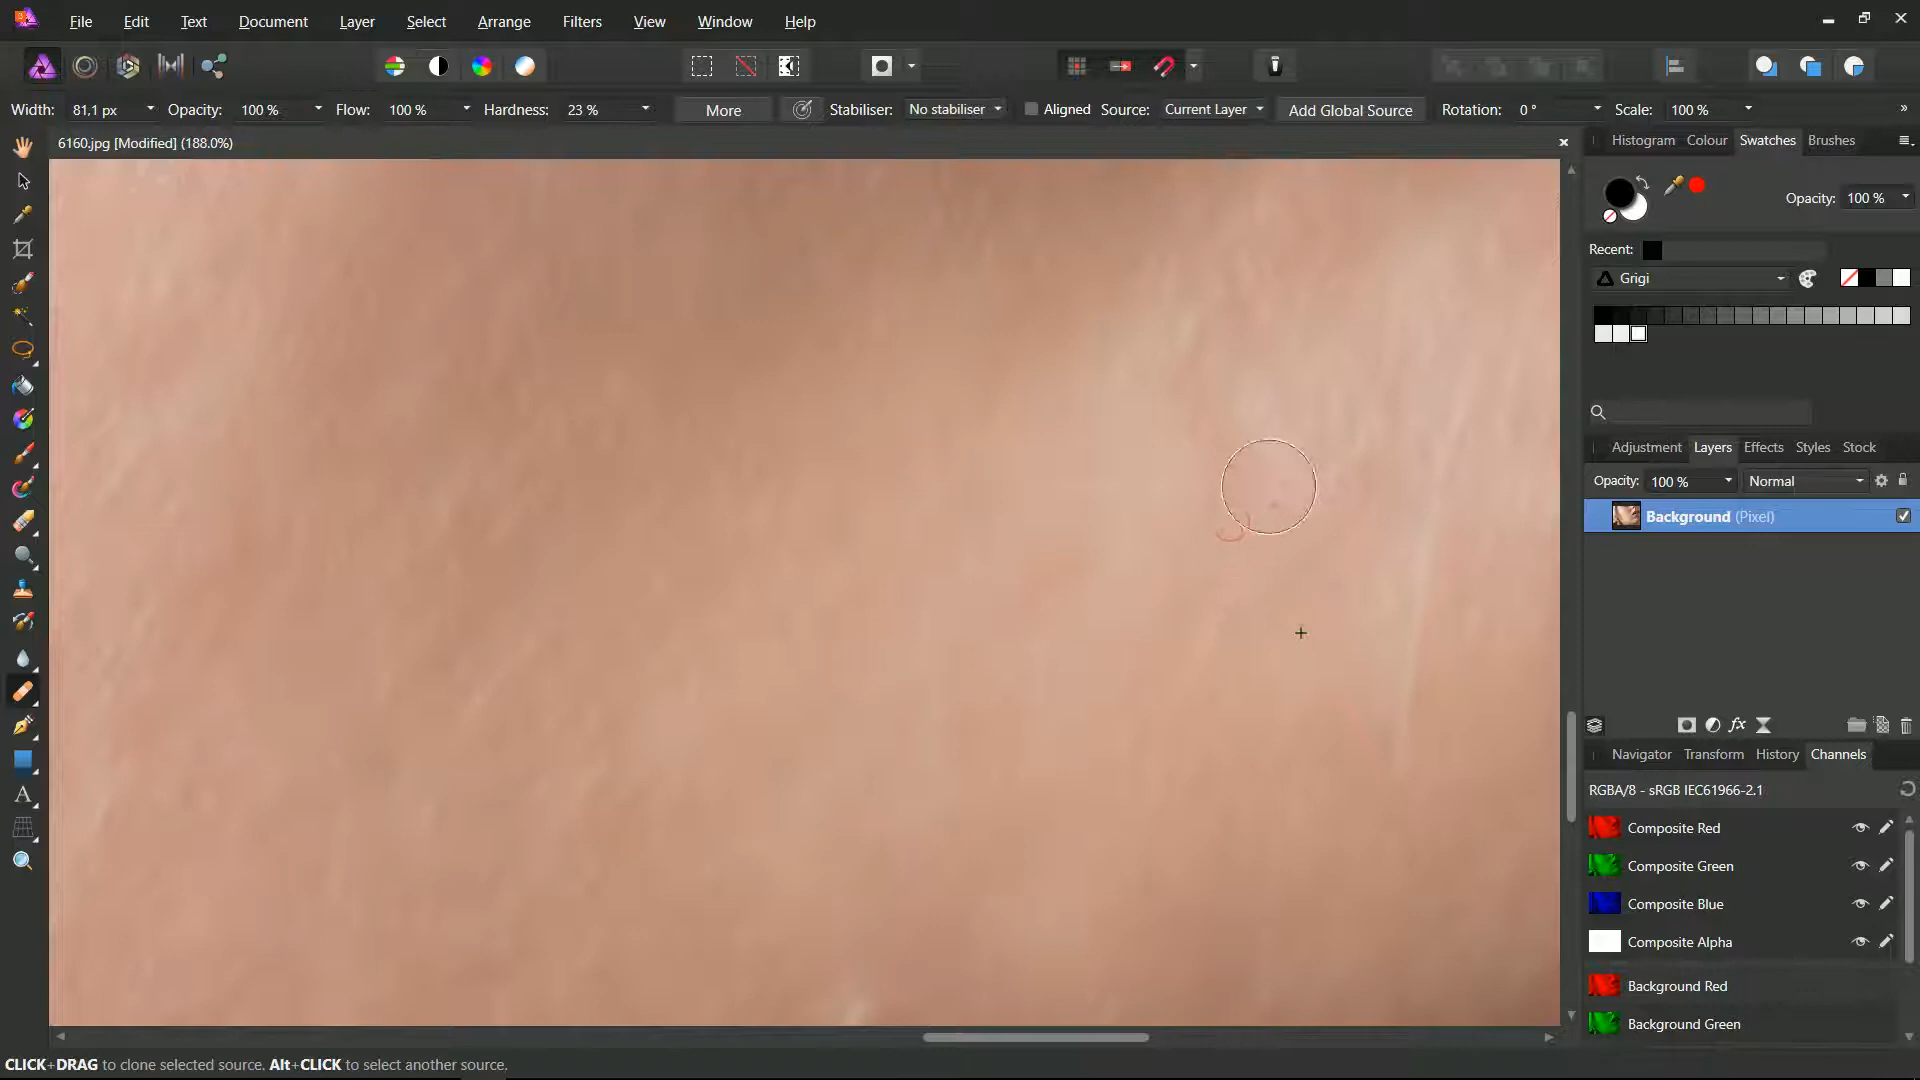 File Edit Text Document Layer Select Arrange Filters View Window Help
Width: 81,1 px Opacity: 100 % Flow: 100 % Hardness: 23 % More Stabiliser: No stabiliser Aligned Source: Current Layer Add Global Source Rotation: 0 ° Scale: 100 % »
6160.jpg [Modified] (188.0%)
Histogram Colour Swatches Brushes
Opacity: 100 %
Recent:
Grigi
Adjustment Layers Effects Styles Stock
Opacity: 100 % Normal
Background (Pixel)
Navigator Transform History Channels
RGBA/8 - sRGB IEC61966-2.1
Composite Red
Composite Green
Composite Blue
Composite Alpha
Background Red
Background Green
CLICK+DRAG to clone selected source. Alt+CLICK to select another source.